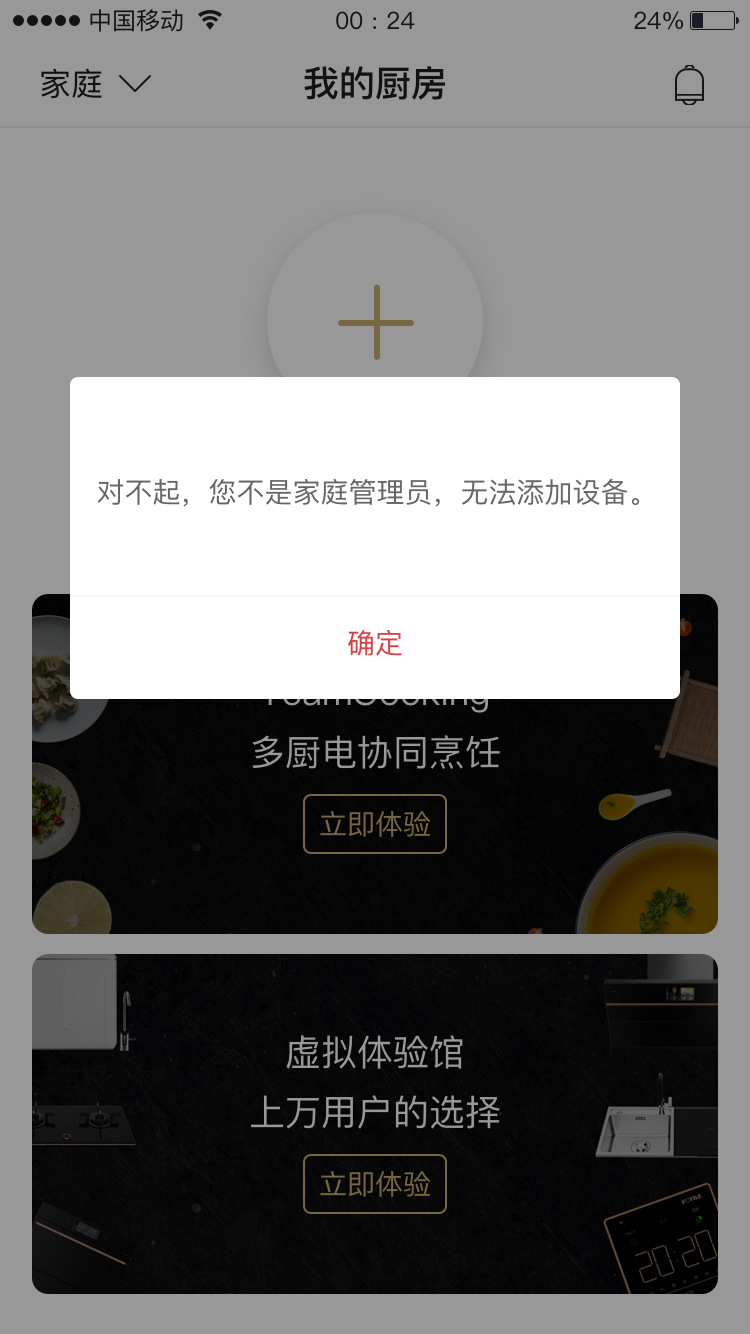 中国移动
00 : 24
24%
家庭
我的厨房
对不起，您不是家庭管理员，无法添加设备。
确定
多厨电协同烹饪
立即体验
虚拟体验馆
上万用户的选择
立即体验
FOTILE
20:20